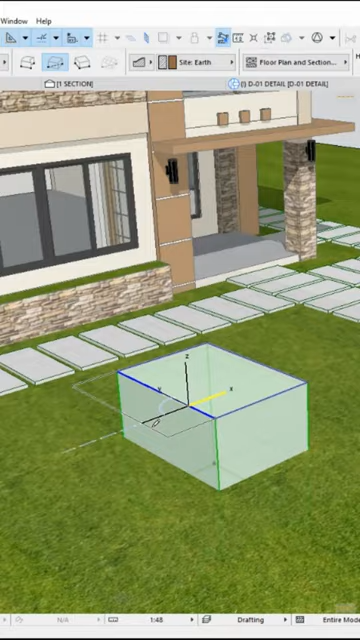 Window Help
Site: Earth
Floor Plan and Section...
[1 SECTION]
(!) D-01 DETAIL [D-01 DETAIL]
z
x
N/A
1:48
Drafting
Entire Mod